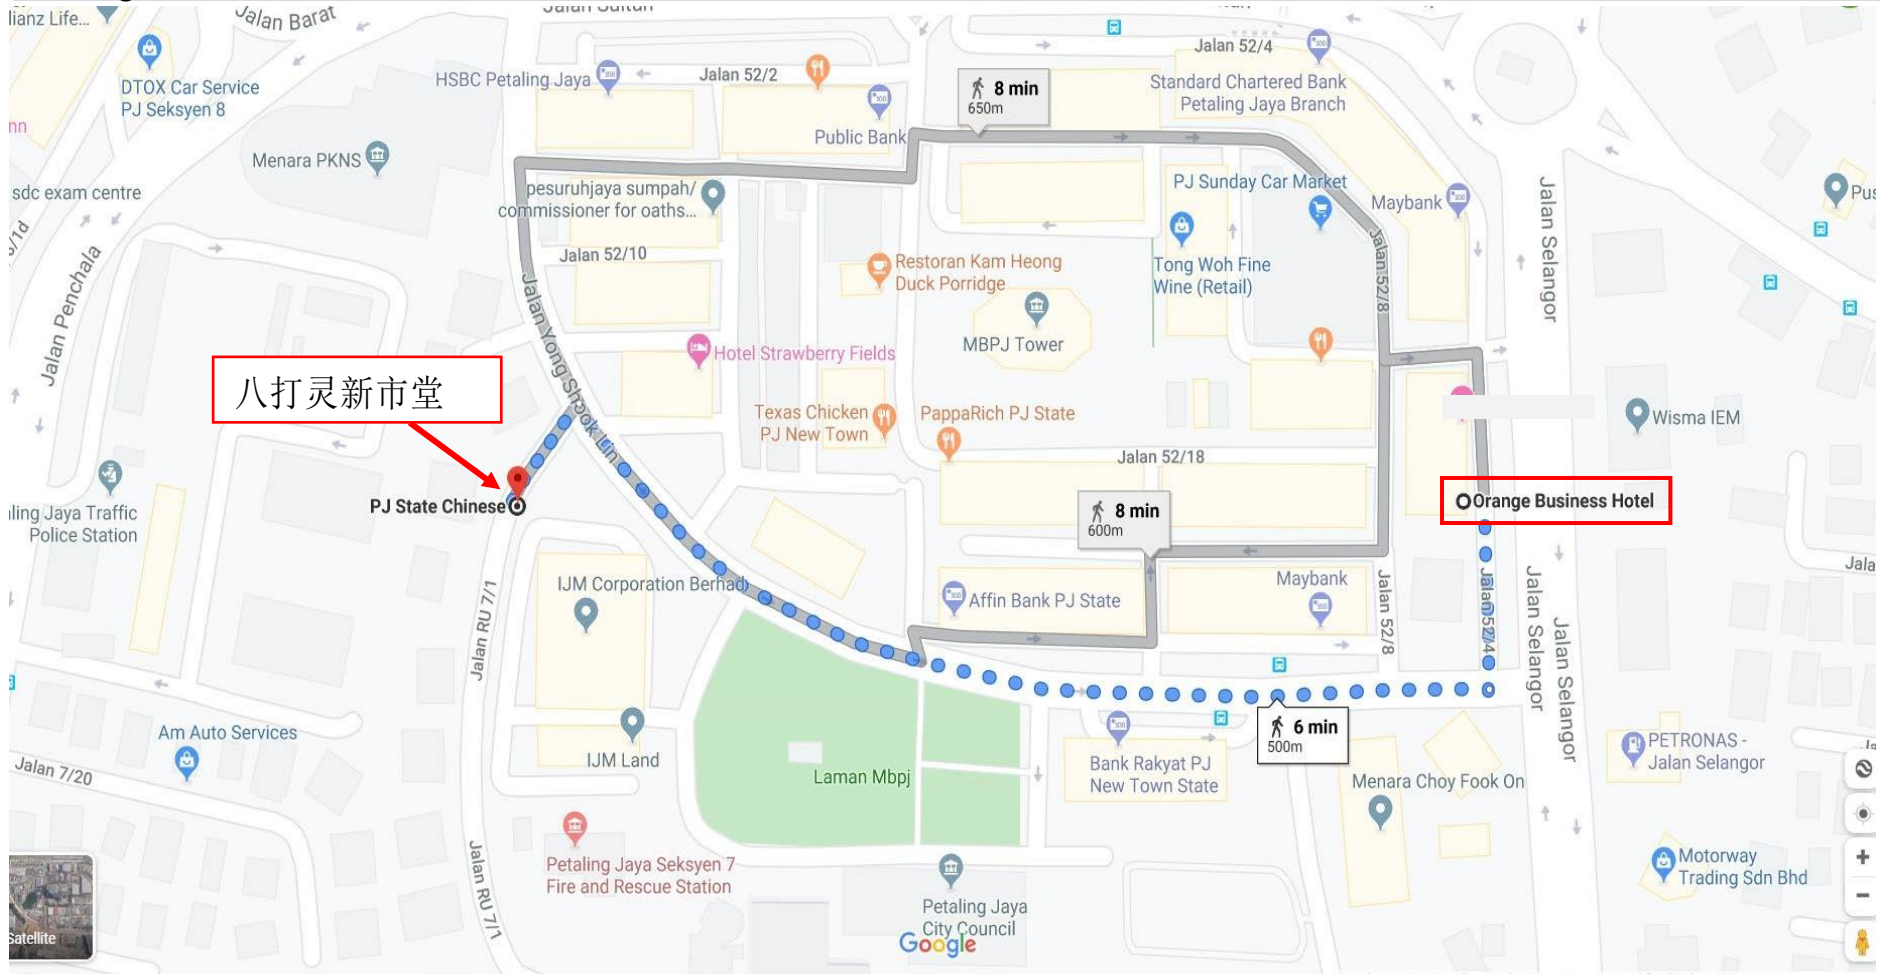 lianz Life...
Jalan Barat
Jalan Sultan
DTOX Car Service
PJ Seksyen 8
HSBC Petaling Jaya
Jalan 52/2
8 min
650m
Jalan 52/4
Standard Chartered Bank
Petaling Jaya Branch
nn
Public Bank
Menara PKNS
sdc exam centre
pesuruhjaya sumpah/
commissioner for oaths...
PJ Sunday Car Market
Maybank
Jalan Selangor
Pus
3/1d
Jalan Penchala
Jalan 52/10
Restoran Kam Heong
Duck Porridge
Tong Woh Fine
Wine (Retail)
Jalan 52/8
Jalan Yong Shook Lin
Hotel Strawberry Fields
MBPJ Tower
八打灵新市堂
Texas Chicken
PJ New Town
PappaRich PJ State
Wisma IEM
Jalan 52/18
PJ State Chinese
Orange Business Hotel
8 min
600m
ling Jaya Traffic
Police Station
Jala
IJM Corporation Berhad
Affin Bank PJ State
Maybank
Jalan 52/8
Jalan 52/4
Jalan Selangor
Jalan Selangor
Jalan RU 7/1
6 min
500m
Am Auto Services
Jalan 7/20
IJM Land
Laman Mbpj
Bank Rakyat PJ
New Town State
Menara Choy Fook On
PETRONAS -
Jalan Selangor
Ja
Jalan RU 7/1
Petaling Jaya Seksyen 7
Fire and Rescue Station
Motorway
Trading Sdn Bhd
Petaling Jaya
City Council
Google
Satellite